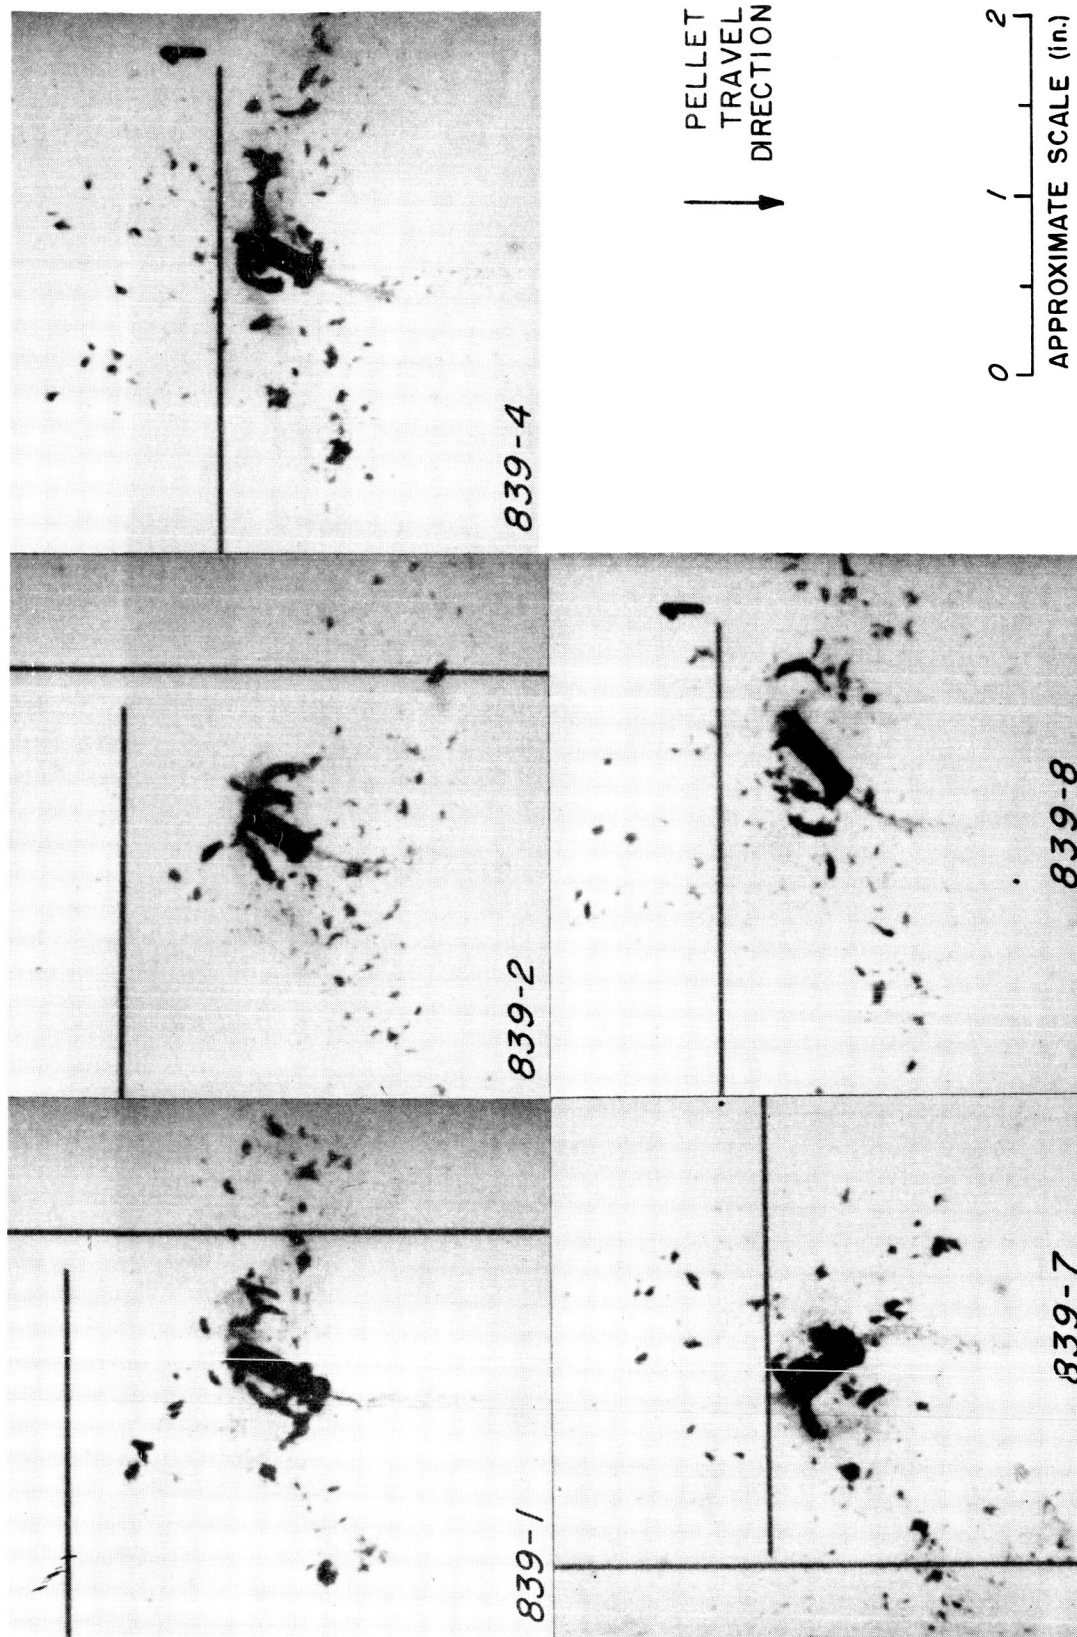 839-1
839-2
839-4
839-7
839-8
PELLET
TRAVEL
DIRECTION
0 1 2
APPROXIMATE SCALE (in.)